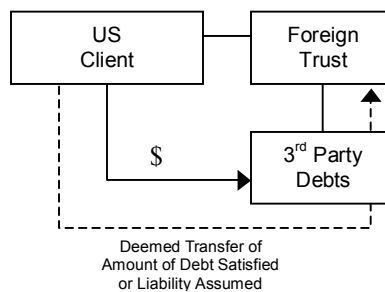 US
Client
Foreign
Trust
$
3rd Party
Debts
Deemed Transfer of
Amount of Debt Satisfied
or Liability Assumed